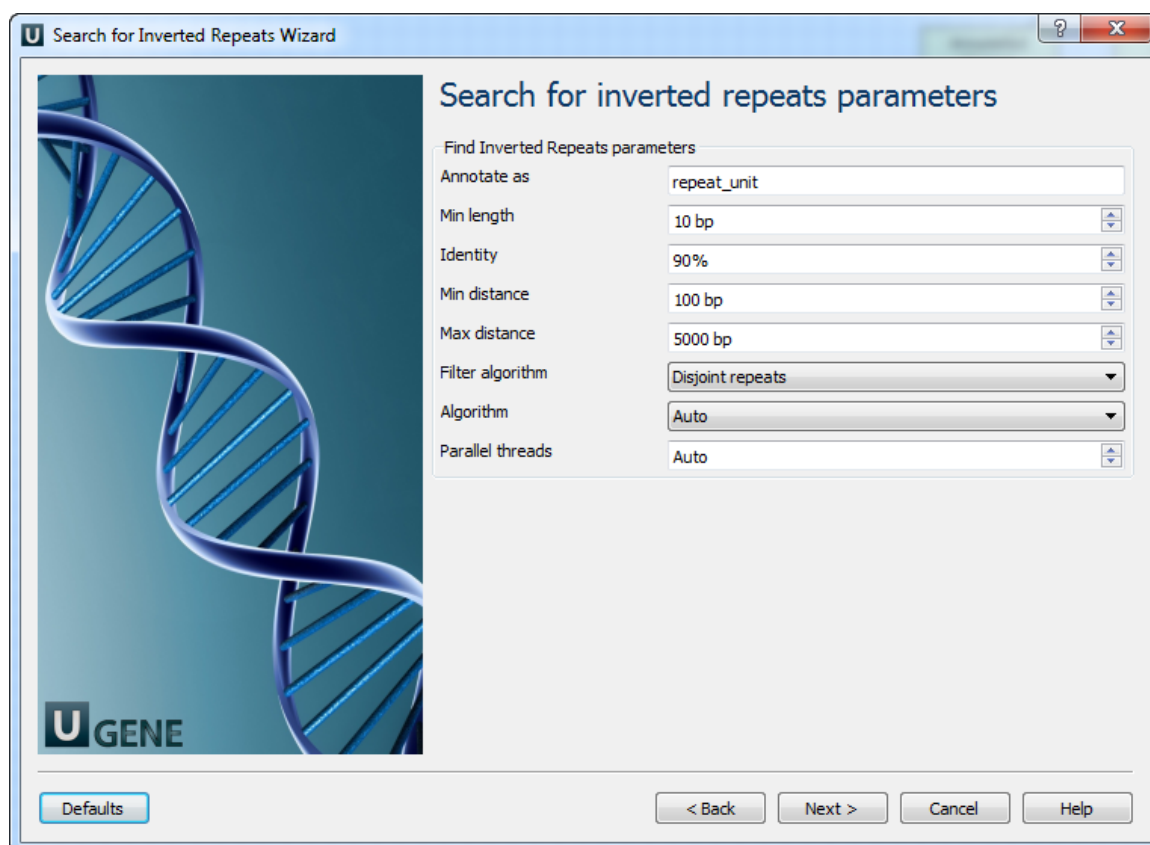 U Search for Inverted Repeats Wizard
Search for inverted repeats parameters
Find Inverted Repeats parameters
Annotate as repeat_unit
Min length 10 bp
Identity 90%
Min distance 100 bp
Max distance 5000 bp
Filter algorithm Disjoint repeats
Algorithm Auto
Parallel threads Auto
U GENE
Defaults < Back Next > Cancel Help